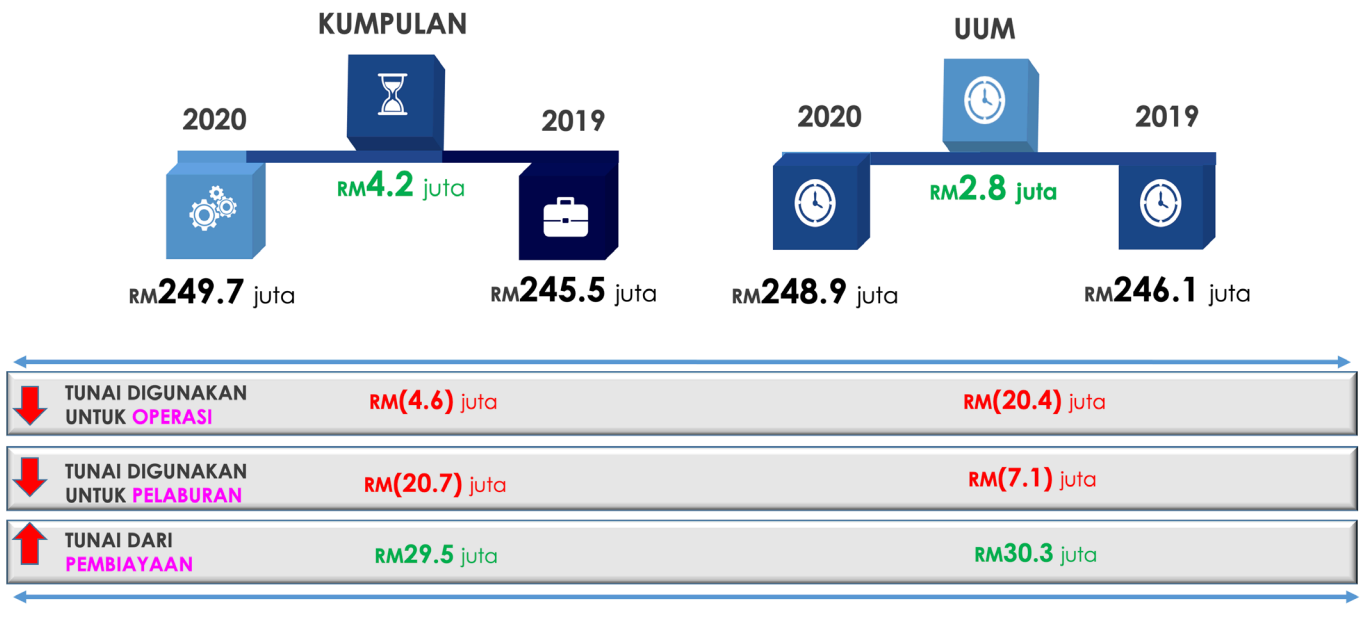 KUMPULAN
2020
2019
RM4.2 juta
RM249.7 juta
RM245.5 juta
UUM
2020
2019
RM2.8 juta
RM248.9 juta
RM246.1 juta
TUNAI DIGUNAKAN
UNTUK OPERASI
RM(4.6) juta
RM(20.4) juta
TUNAI DIGUNAKAN
UNTUK PELABURAN
RM(20.7) juta
RM(7.1) juta
TUNAI DARI
PEMBIAYAAN
RM29.5 juta
RM30.3 juta